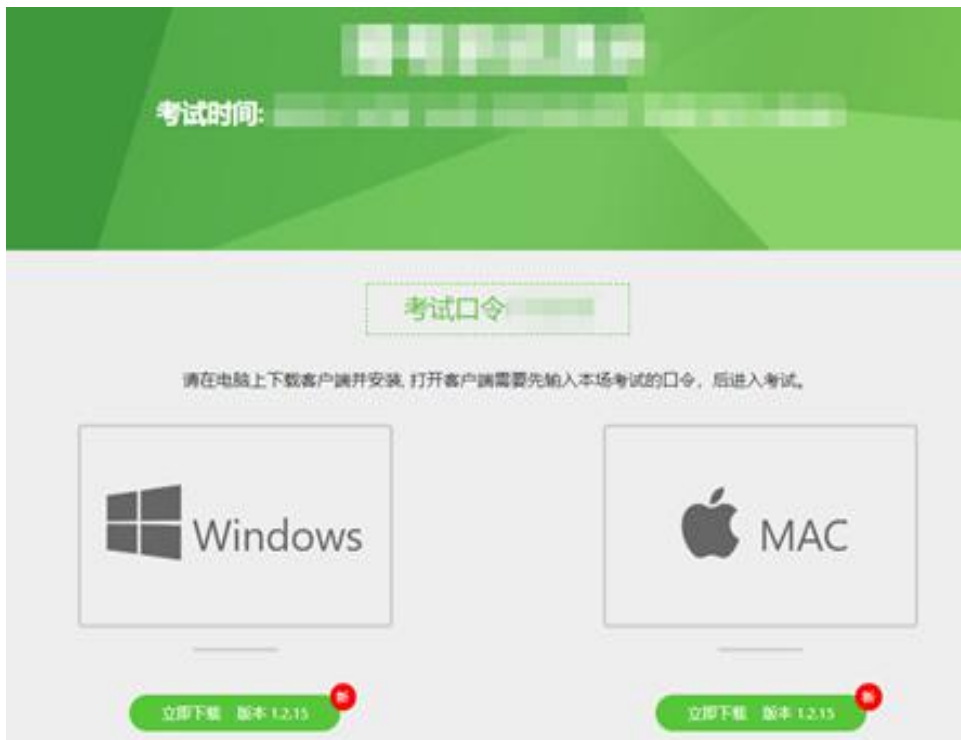 考试时间:
考试口令
请在电脑上下载客户端并安装,打开客户端需要先输入本场考试的口令，后进入考试。
Windows
MAC
新
立即下载 版本 1.2.15
新
立即下载 版本 1.2.15